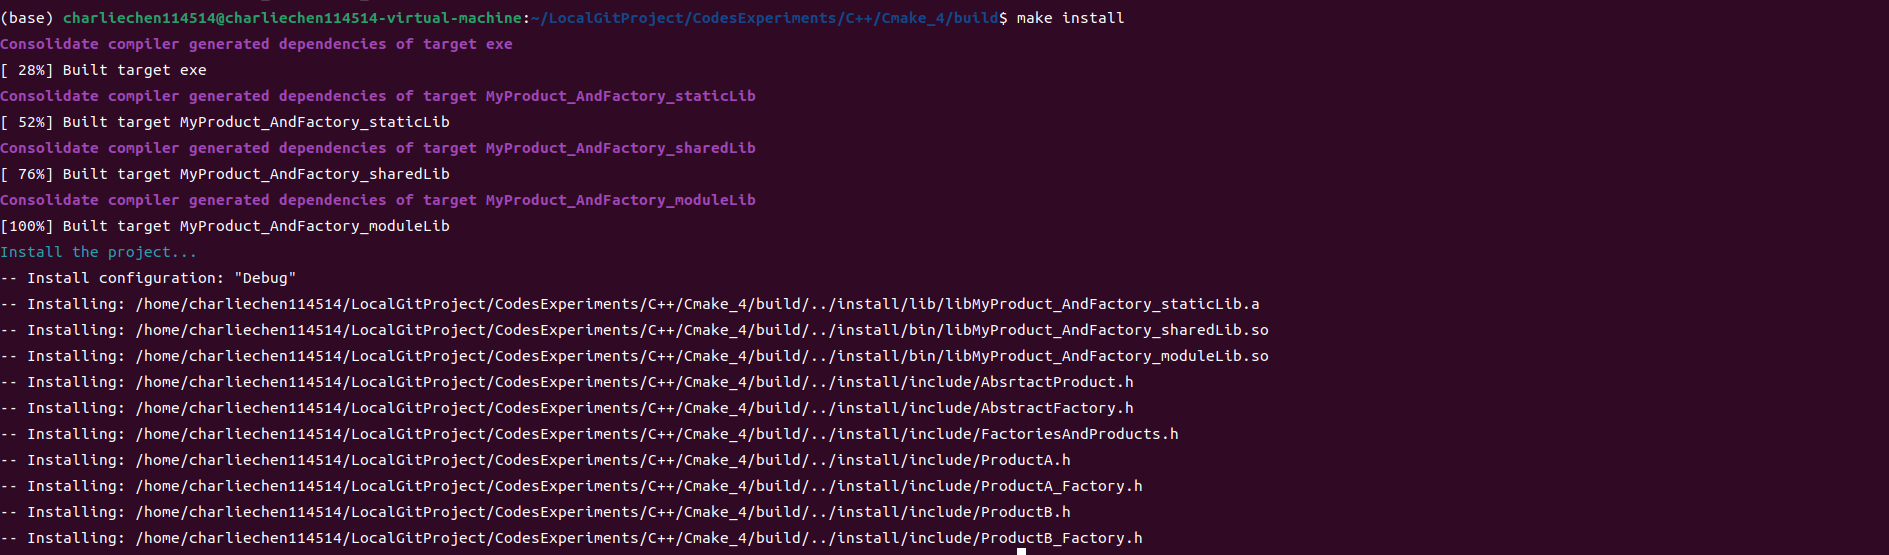 (base) charliechen114514@charliechen114514-virtual-machine:~/LocalGitProject/CodesExperiments/C++/Cmake_4/build$ make install
Consolidate compiler generated dependencies of target exe
[ 28%] Built target exe
Consolidate compiler generated dependencies of target MyProduct_AndFactory_staticLib
[ 52%] Built target MyProduct_AndFactory_staticLib
Consolidate compiler generated dependencies of target MyProduct_AndFactory_sharedLib
[ 76%] Built target MyProduct_AndFactory_sharedLib
Consolidate compiler generated dependencies of target MyProduct_AndFactory_moduleLib
[100%] Built target MyProduct_AndFactory_moduleLib
Install the project...
-- Install configuration: "Debug"
-- Installing: /home/charliechen114514/LocalGitProject/CodesExperiments/C++/Cmake_4/build/../install/lib/libMyProduct_AndFactory_staticLib.a
-- Installing: /home/charliechen114514/LocalGitProject/CodesExperiments/C++/Cmake_4/build/../install/bin/libMyProduct_AndFactory_sharedLib.so
-- Installing: /home/charliechen114514/LocalGitProject/CodesExperiments/C++/Cmake_4/build/../install/bin/libMyProduct_AndFactory_moduleLib.so
-- Installing: /home/charliechen114514/LocalGitProject/CodesExperiments/C++/Cmake_4/build/../install/include/AbsrtactProduct.h
-- Installing: /home/charliechen114514/LocalGitProject/CodesExperiments/C++/Cmake_4/build/../install/include/AbstractFactory.h
-- Installing: /home/charliechen114514/LocalGitProject/CodesExperiments/C++/Cmake_4/build/../install/include/FactoriesAndProducts.h
-- Installing: /home/charliechen114514/LocalGitProject/CodesExperiments/C++/Cmake_4/build/../install/include/ProductA.h
-- Installing: /home/charliechen114514/LocalGitProject/CodesExperiments/C++/Cmake_4/build/../install/include/ProductA_Factory.h
-- Installing: /home/charliechen114514/LocalGitProject/CodesExperiments/C++/Cmake_4/build/../install/include/ProductB.h
-- Installing: /home/charliechen114514/LocalGitProject/CodesExperiments/C++/Cmake_4/build/../install/include/ProductB_Factory.h